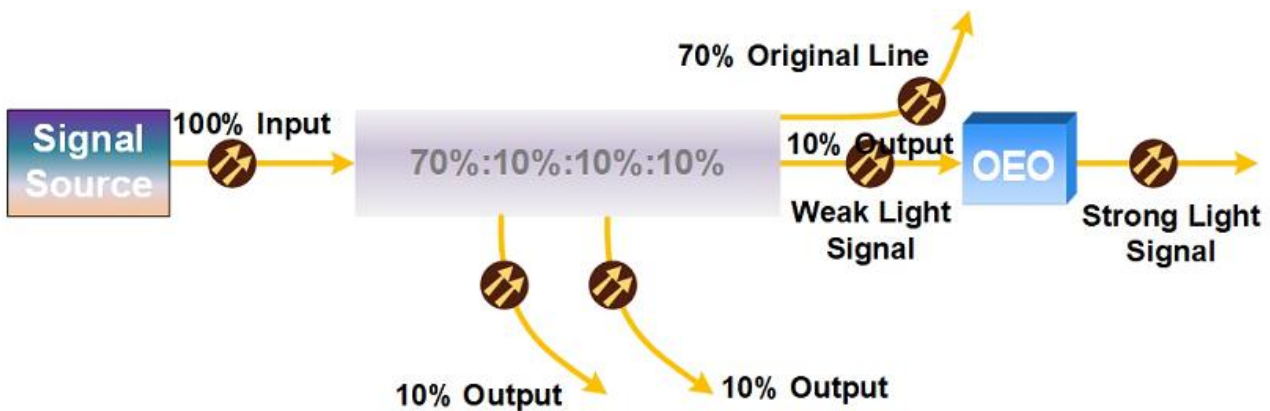 70% Original Line
Signal
Source
100% Input
70%:10%:10%:10%
10% Output
OEO
Weak Light
Signal
Strong Light
Signal
10% Output
10% Output